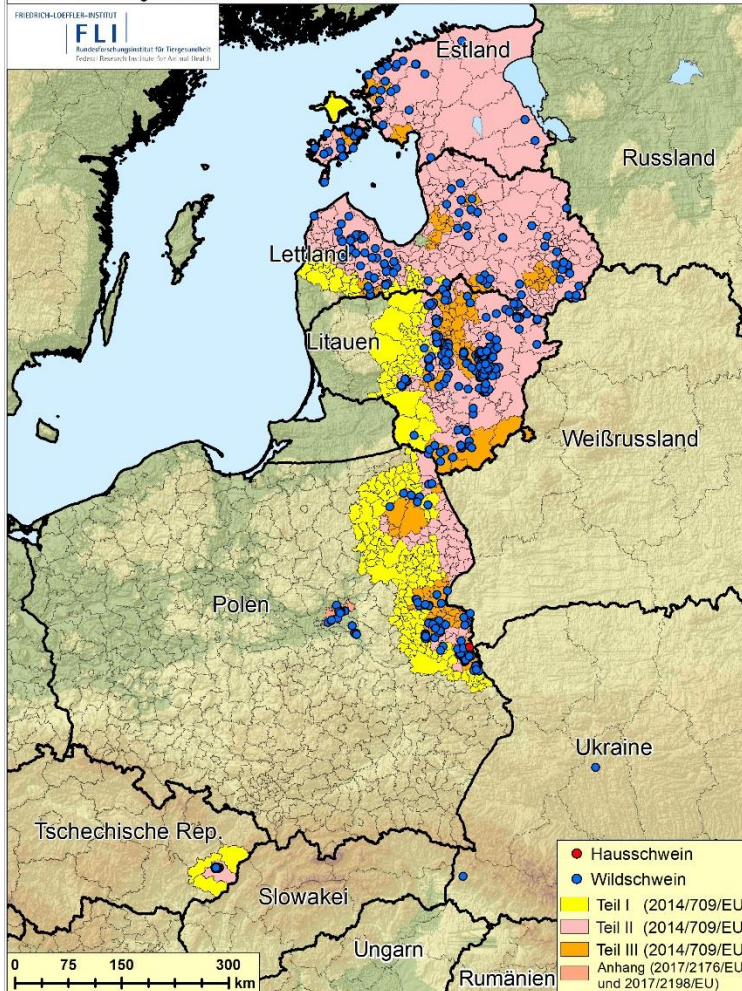 FRIEDRICH-LOEFFLER-INSTITUT
FLI
Bundesforschungsinstitut für Tiergesundheit
Federal Research Institute for Animal Health
Estland
Russland
Lettland
Litauen
Weißrussland
Polen
Ukraine
Tschechische Rep.
Slowakei
Ungarn
Rumänien
Hausschwein
Wildschwein
Teil I (2014/709/EU
Teil II (2014/709/EU
Teil III (2014/709/EU
Anhang (2017/2176/EU
und 2017/2198/EU)
0 75 150 300
km